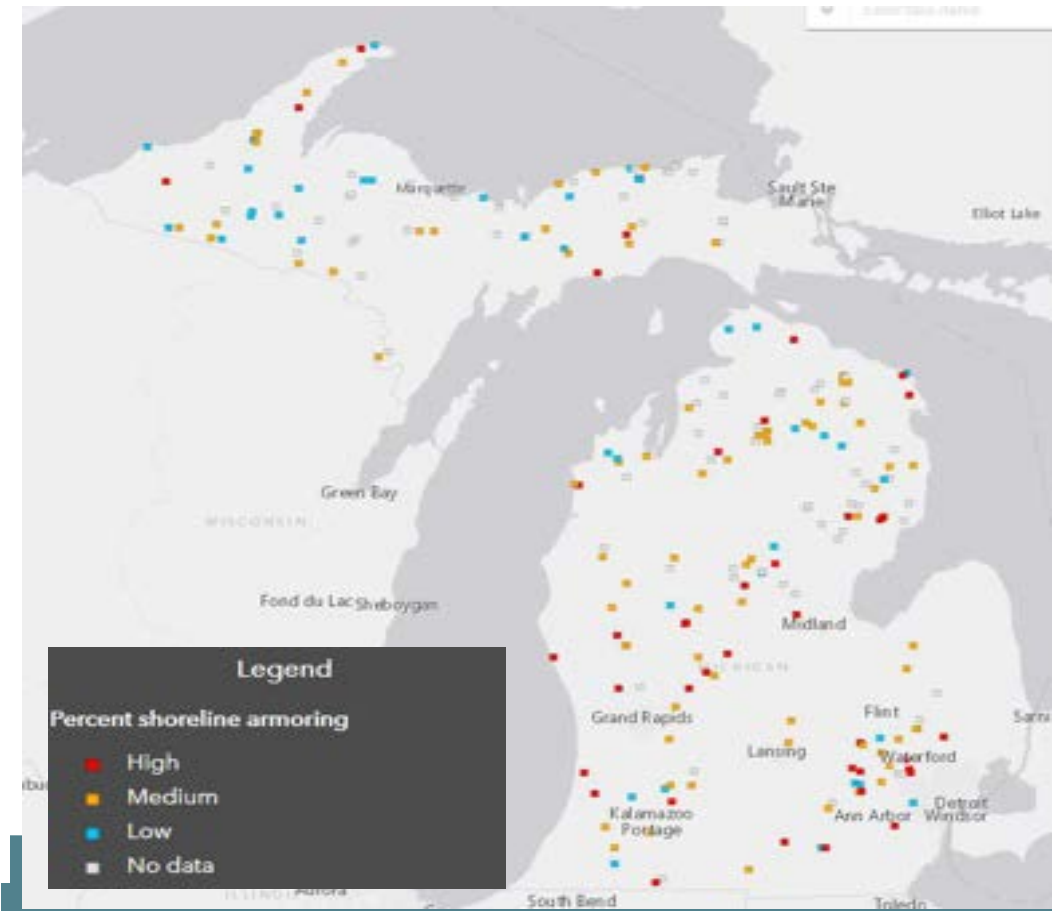 Marquette
Sault Ste
Marie
Elliot Lake
Green Bay
WISCONSIN
Fond du Lac
Sheboygan
Midland
MICHIGAN
Grand Rapids
Flint
Lansing
Waterford
Kalamazoo
Portage
Ann Arbor
Detroit
Windsor
South Bend
Toledo
ILLINOIS
Aurora
Legend
Percent shoreline armoring
High
Medium
Low
No data